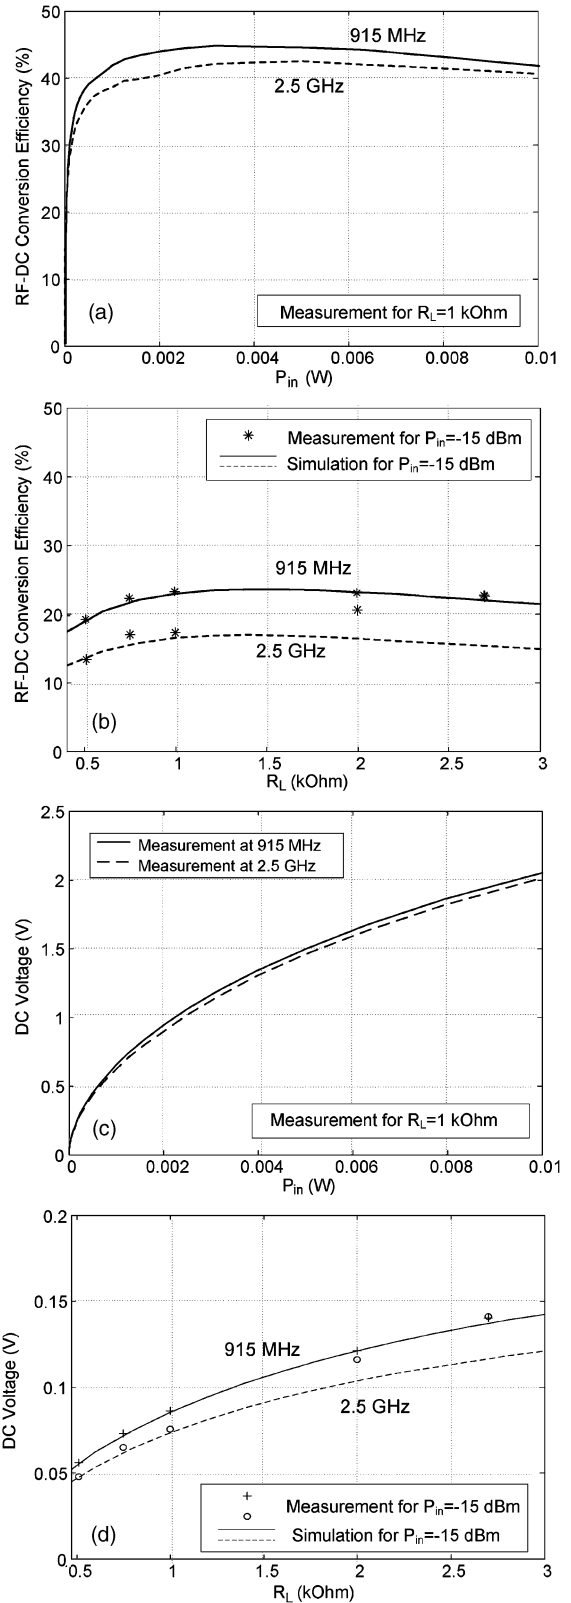 50
40
30
20
10
0
RF-DC Conversion Efficiency (%)
915 MHz
2.5 GHz
(a)
Measurement for R_L=1 kOhm
0 0.002 0.004 0.006 0.008 0.01
P_in (W)
50
40
30
20
10
0
RF-DC Conversion Efficiency (%)
Measurement for P_in=-15 dBm
Simulation for P_in=-15 dBm
915 MHz
2.5 GHz
(b)
0.5 1 1.5 2 2.5 3
R_L (kOhm)
2.5
2
1.5
1
0.5
0
DC Voltage (V)
Measurement at 915 MHz
Measurement at 2.5 GHz
(c)
Measurement for R_L=1 kOhm
0 0.002 0.004 0.006 0.008 0.01
P_in (W)
0.2
0.15
0.1
0.05
0
DC Voltage (V)
915 MHz
2.5 GHz
(d)
Measurement for P_in=-15 dBm
Simulation for P_in=-15 dBm
0.5 1 1.5 2 2.5 3
R_L (kOhm)